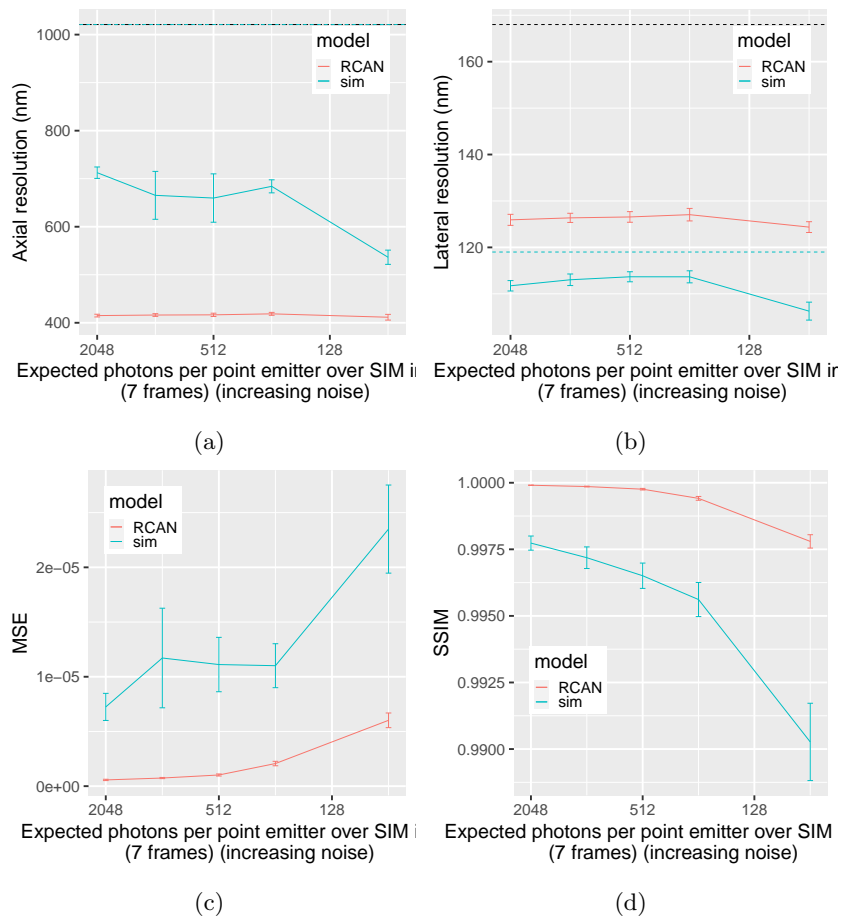 1000
800
600
400
Axial resolution (nm)
model
RCAN
sim
2048
512
128
Expected photons per point emitter over SIM i
(7 frames) (increasing noise)
(a)
160
140
120
Lateral resolution (nm)
model
RCAN
sim
2048
512
128
Expected photons per point emitter over SIM i
(7 frames) (increasing noise)
(b)
2e−05
1e−05
0e+00
MSE
model
RCAN
sim
2048
512
128
Expected photons per point emitter over SIM i
(7 frames) (increasing noise)
(c)
1.0000
0.9975
0.9950
0.9925
0.9900
SSIM
model
RCAN
sim
2048
512
128
Expected photons per point emitter over SIM
(7 frames) (increasing noise)
(d)